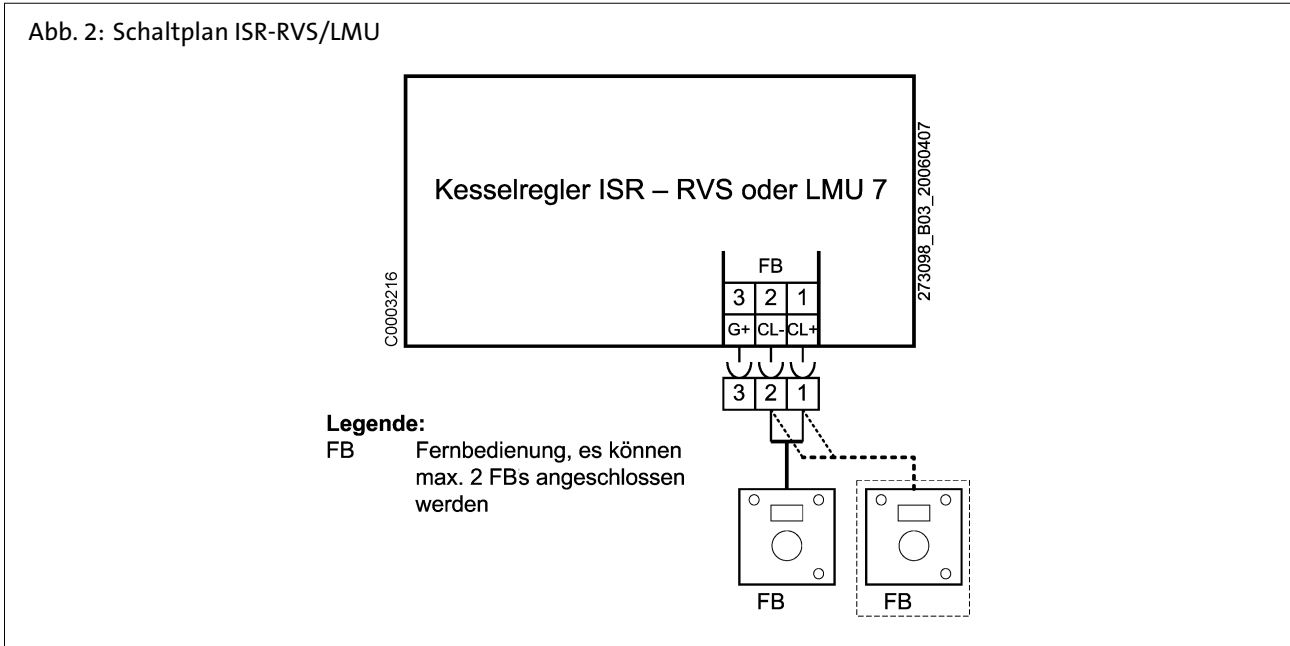 Abb. 2: Schaltplan ISR-RVS/LMU
Kesselregler ISR – RVS oder LMU 7
273098_B03_20060407
C0003216
FB
3 2 1
G+ CL- CL+
3 2 1
Legende:
FB Fernbedienung, es können
max. 2 FB's angeschlossen
werden
FB FB